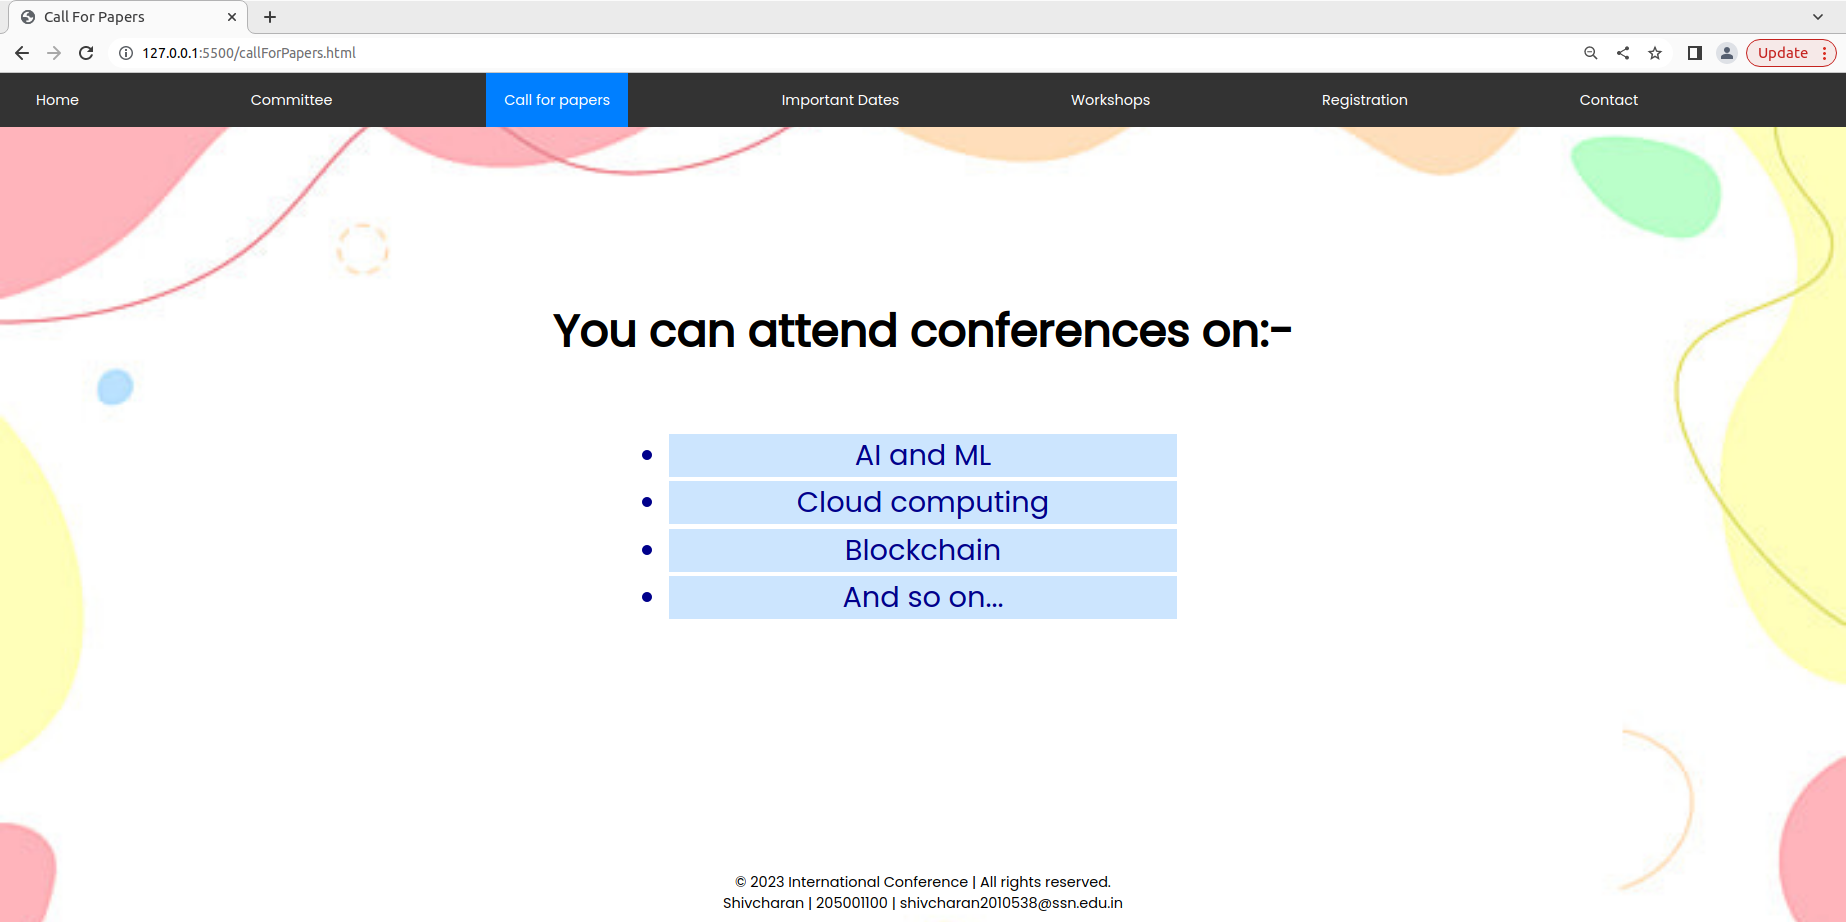 Call For Papers
127.0.0.1:5500/callForPapers.html
Update
Home Committee Call for papers Important Dates Workshops Registration Contact
You can attend conferences on:-
• AI and ML
• Cloud computing
• Blockchain
• And so on...
© 2023 International Conference | All rights reserved.
Shivcharan | 205001100 | shivcharan2010538@ssn.edu.in